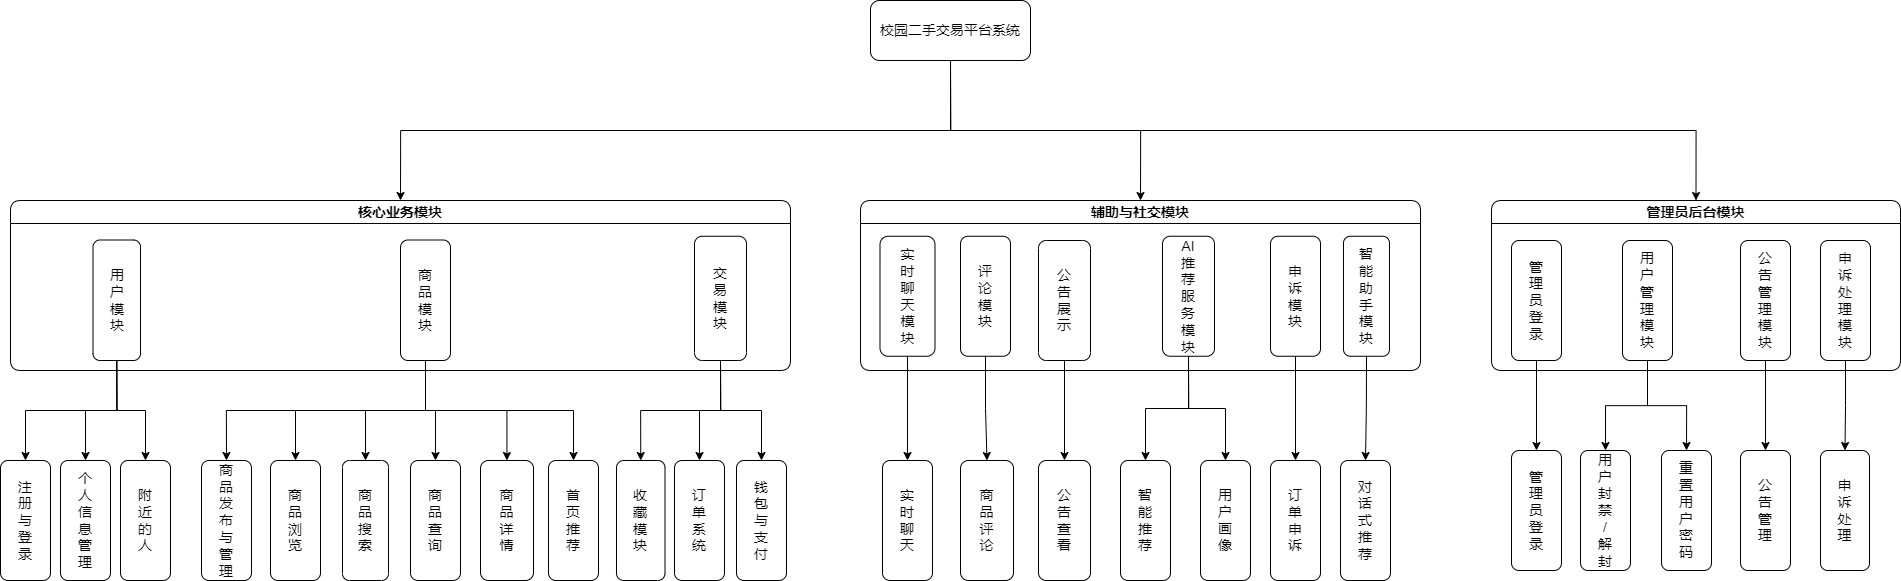 校园二手交易平台系统
核心业务模块
辅助与社交模块
管理员后台模块
用户模块
商品模块
交易模块
实时聊天模块
评论模块
公告展示
AI推荐服务模块
申诉模块
智能助手模块
管理员登录
用户管理模块
公告管理模块
申诉处理模块
注册与登录
个人信息管理
附近的人
商品发布与管理
商品浏览
商品搜索
商品查询
商品详情
首页推荐
收藏模块
订单系统
钱包与支付
实时聊天
商品评论
公告查看
智能推荐
用户画像
订单申诉
对话式推荐
管理员登录
用户封禁/解封
重置用户密码
公告管理
申诉处理